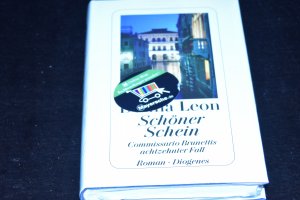 Leon
Schöner
Schein
Commissario Brunettis
achtzehnter Fall
Roman · Diogenes